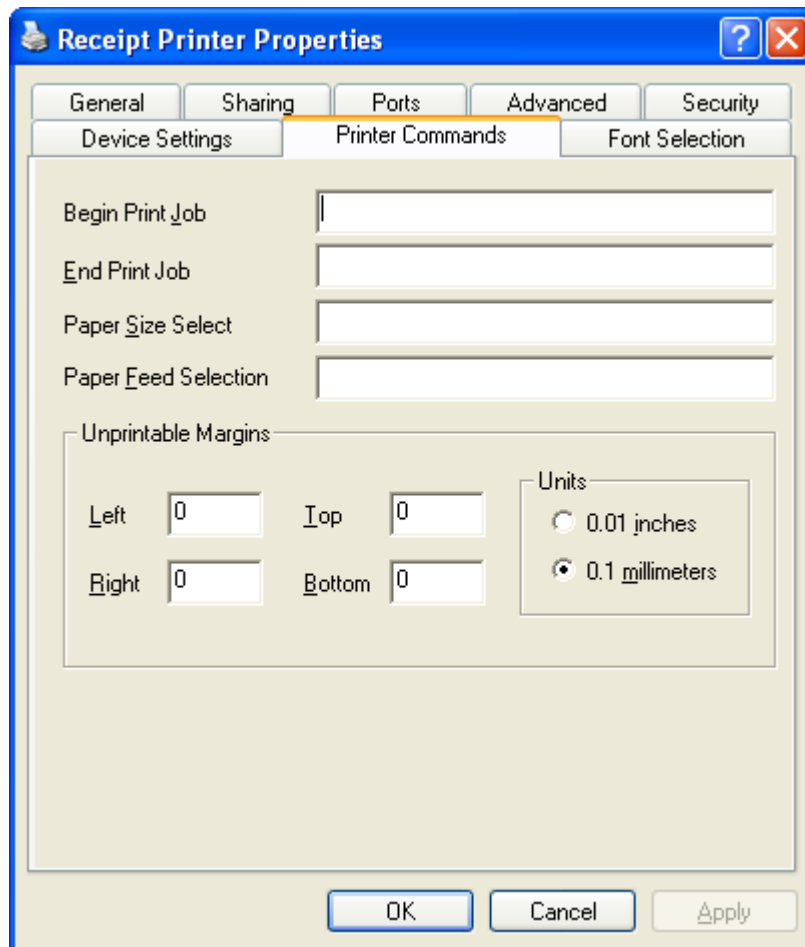 Receipt Printer Properties
?
General Sharing Ports Advanced Security
Device Settings Printer Commands Font Selection
Begin Print Job
End Print Job
Paper Size Select
Paper Feed Selection
Unprintable Margins
Units
Left 0 Top 0 0.01 inches
Right 0 Bottom 0 0.1 millimeters
OK Cancel Apply